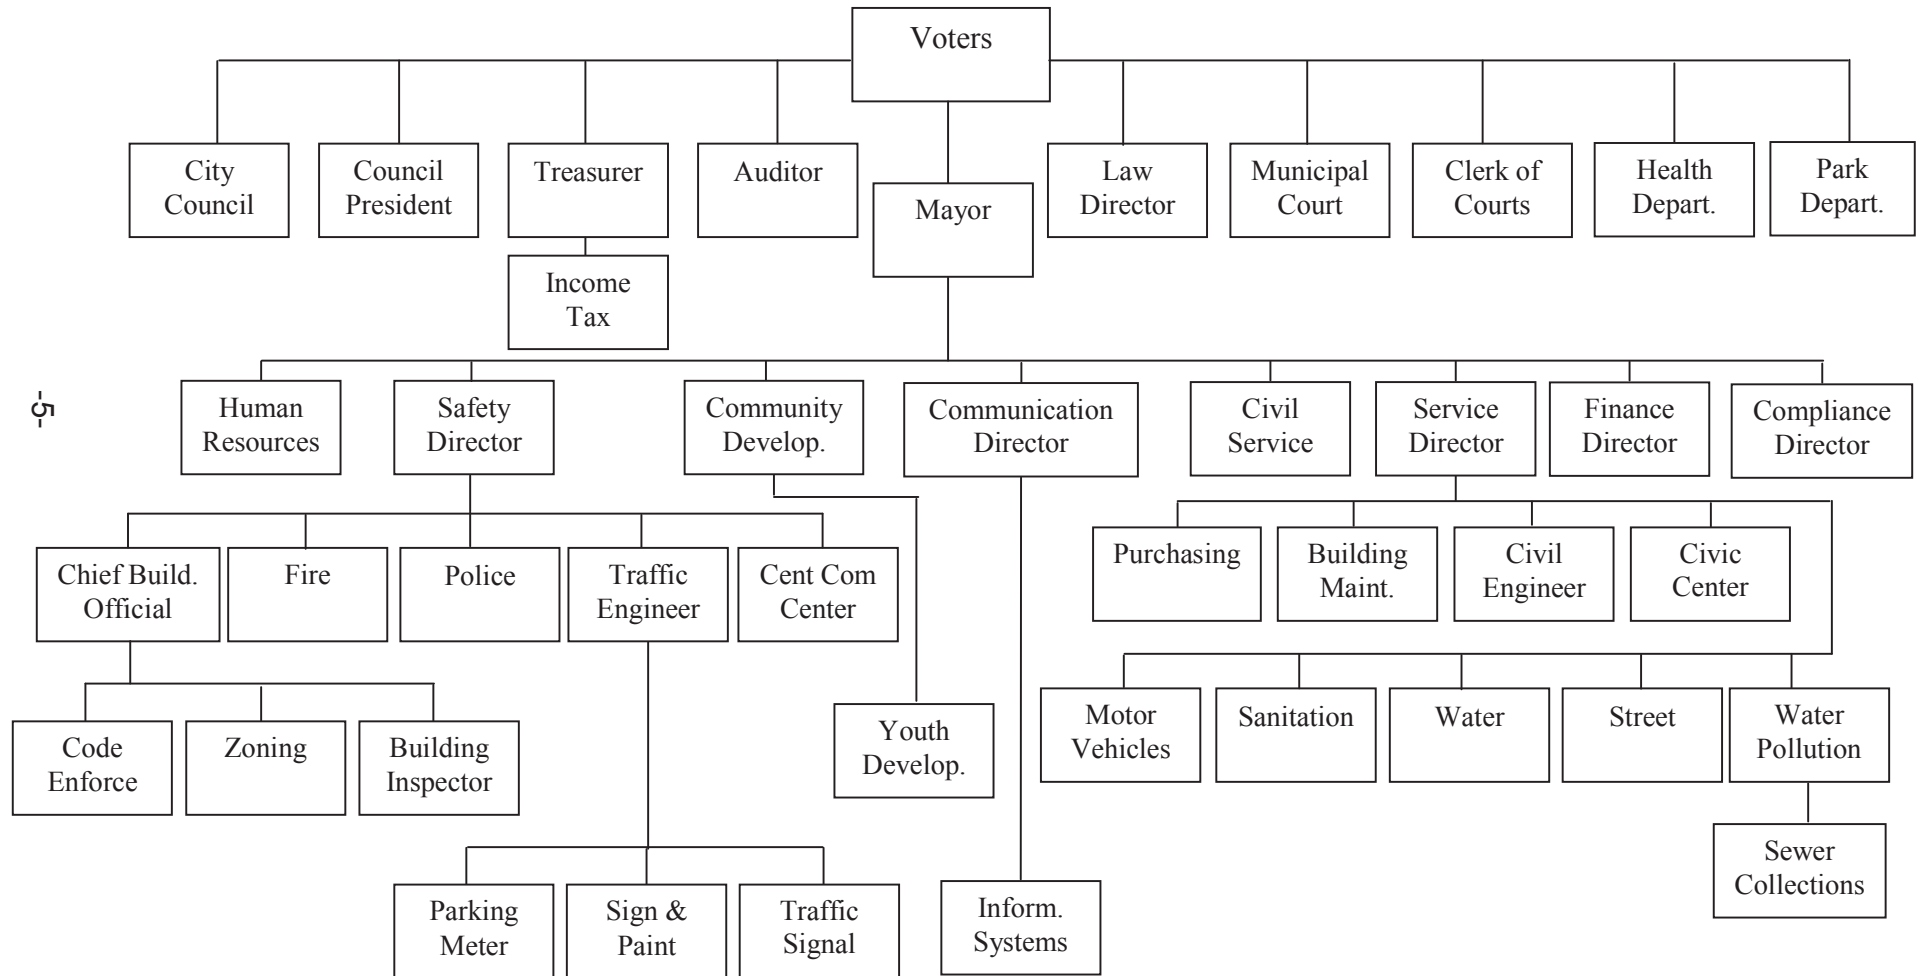 Voters
City
Council
Council
President
Treasurer
Auditor
Mayor
Law
Director
Municipal
Court
Clerk of
Courts
Health
Depart.
Park
Depart.
Income
Tax
-5-
Human
Resources
Safety
Director
Community
Develop.
Communication
Director
Civil
Service
Service
Director
Finance
Director
Compliance
Director
Chief Build.
Official
Fire
Police
Traffic
Engineer
Cent Com
Center
Purchasing
Building
Maint.
Civil
Engineer
Civic
Center
Code
Enforce
Zoning
Building
Inspector
Youth
Develop.
Motor
Vehicles
Sanitation
Water
Street
Water
Pollution
Sewer
Collections
Parking
Meter
Sign &
Paint
Traffic
Signal
Inform.
Systems